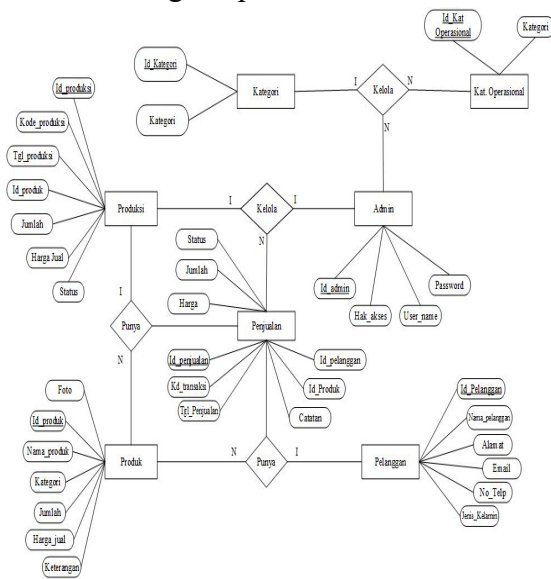 Id_Kat
Operasional
Kategori
Id_Kategori
Kategori
Kategori
I
Kelola
N
Kat. Operasional
N
Id_produksi
Kode_produksi
Tgl_produksi
Id_produk
Jumlah
Harga Jual
Status
Produksi
I
Kelola
I
Admin
N
Status
Jumlah
Harga
Id_admin
Hak_akses
User_name
Password
I
Punya
N
Penjualan
Id_penjualan
Kd_transaksi
Tgl_Penjualan
Id_pelanggan
Id_Produk
Catatan
Foto
Id_produk
Nama_produk
Kategori
Jumlah
Harga_jual
Keterangan
Produk
N
Punya
I
Pelanggan
Id_Pelanggan
Nama_pelanggan
Alamat
Email
No_Telp
Jenis_Kelamin